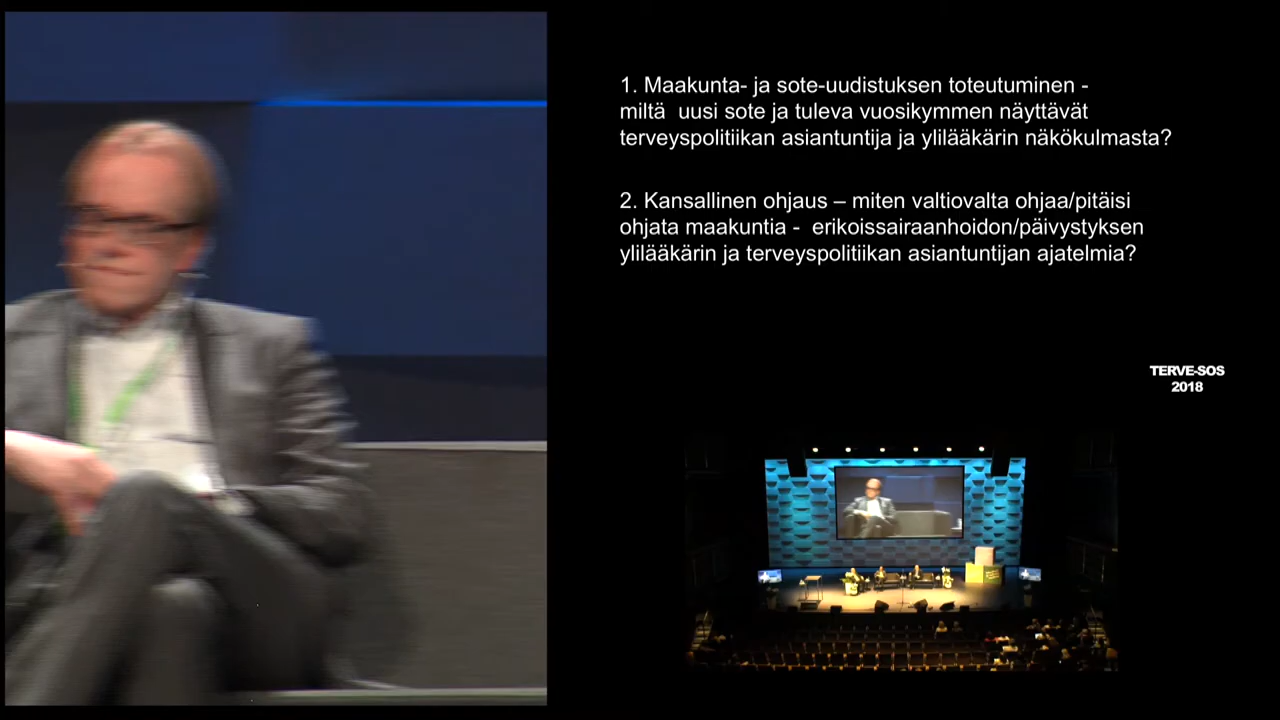 1. Maakunta- ja sote-uudistuksen toteutuminen -
miltä  uusi sote ja tuleva vuosikymmen näyttävät
terveyspolitiikan asiantuntija ja ylilääkärin näkökulmasta?
2. Kansallinen ohjaus – miten valtiovalta ohjaa/pitäisi
ohjata maakuntia -  erikoissairaanhoidon/päivystyksen
ylilääkärin ja terveyspolitiikan asiantuntijan ajatelmia?
TERVE-SOS
2018